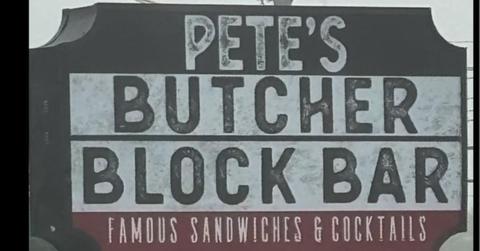 PETE'S
BUTCHER
BLOCK BAR
FAMOUS SANDWICHES & COCKTAILS